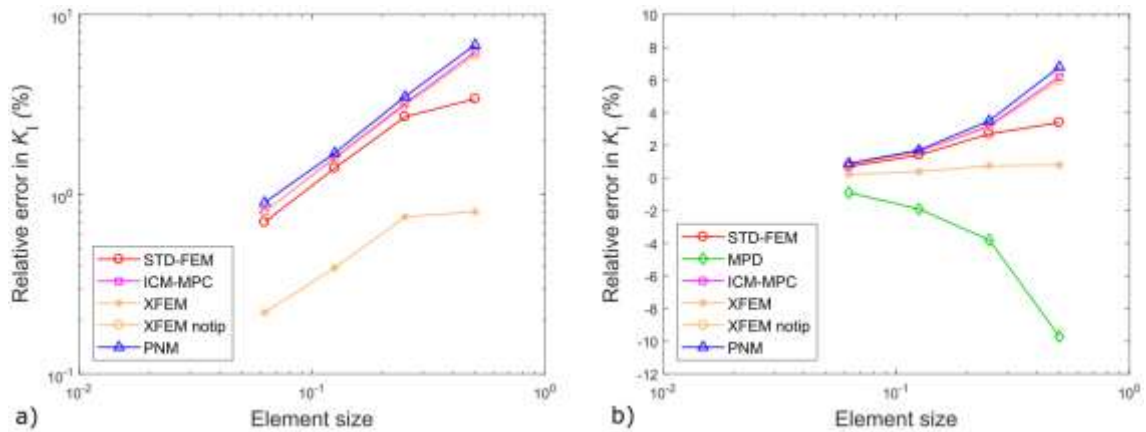 10¹
10⁰
10⁻¹
10⁻²
10⁻¹
10⁰
Relative error in K_I (%)
Element size
STD-FEM
ICM-MPC
XFEM
XFEM notip
PNM
a)
10
8
6
4
2
0
-2
-4
-6
-8
-10
-12
10⁻²
10⁻¹
10⁰
Relative error in K_I (%)
Element size
STD-FEM
MPD
ICM-MPC
XFEM
XFEM notip
PNM
b)